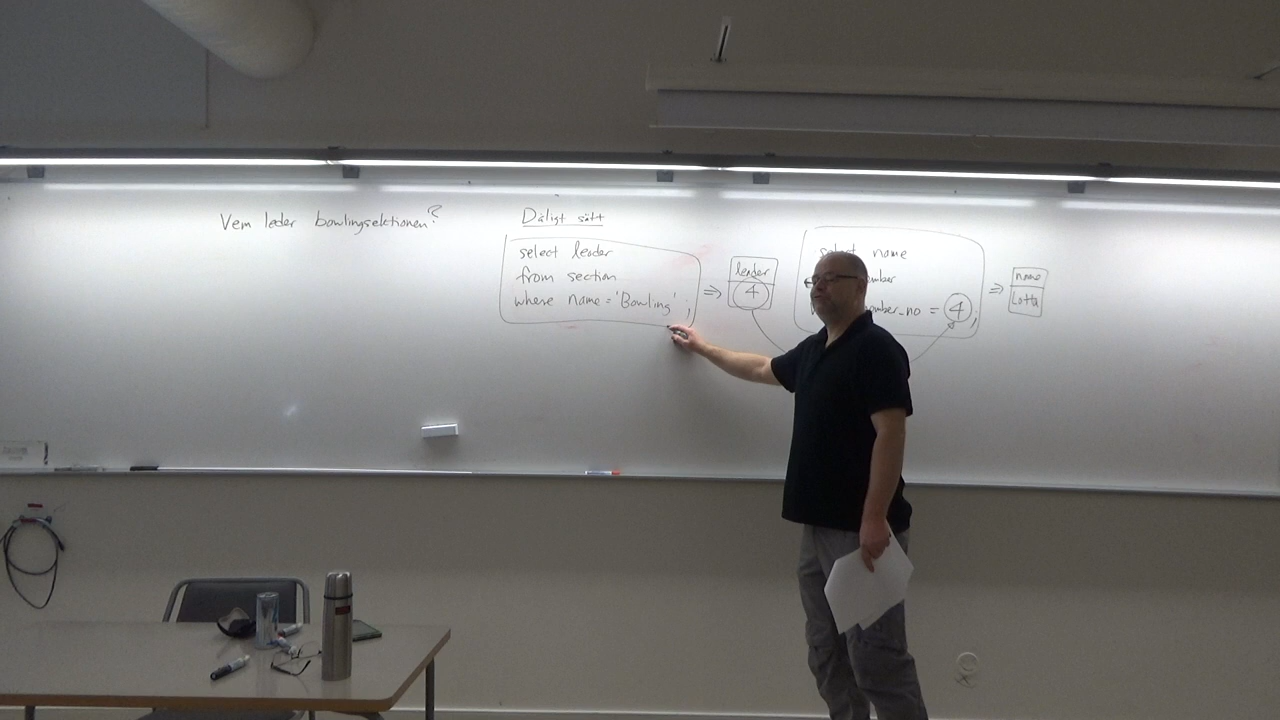 Vem leder bowlingsektionen?
Dåligt sätt
select leader
from section
where name = 'Bowling' ;
⇒
leader
4
select name
member_no = 4 ;
⇒
name
Lotta